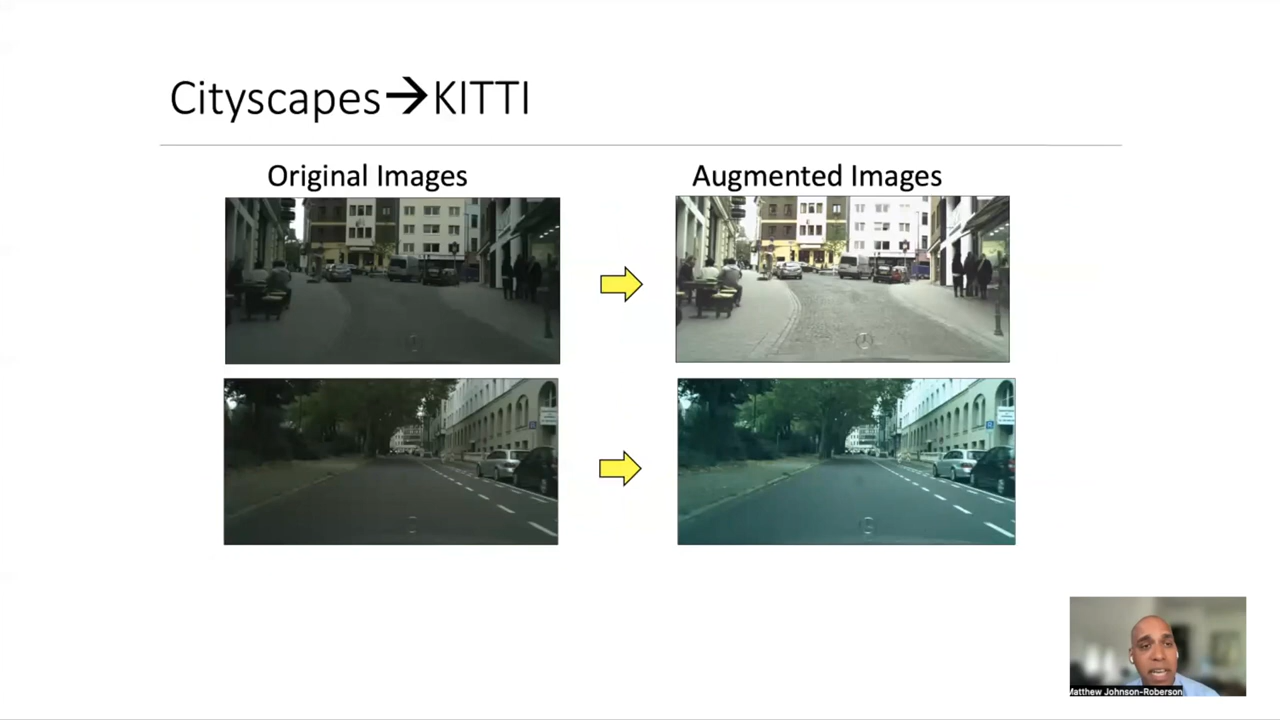 Cityscapes→KITTI
Original Images
Augmented Images
Matthew Johnson-Roberson